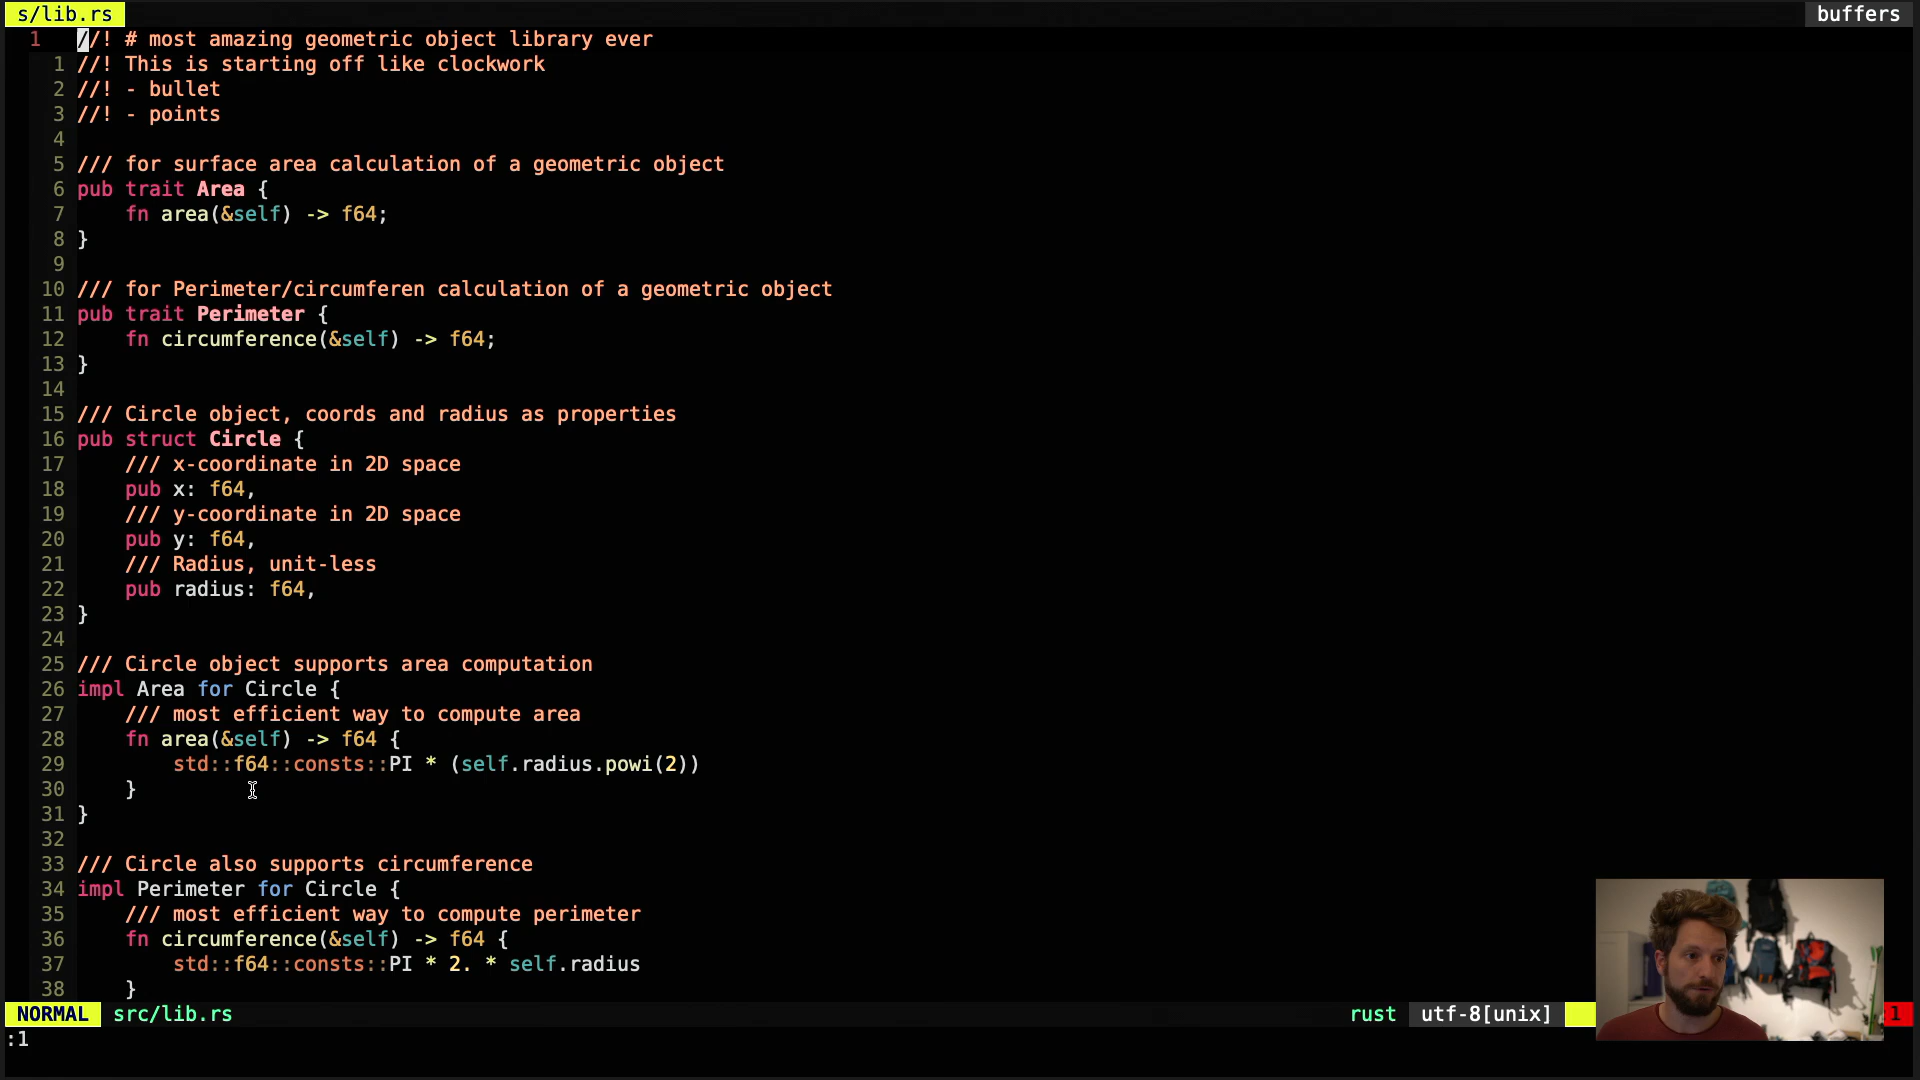 s/lib.rs buffers
1 //! # most amazing geometric object library ever
1 //! This is starting off like clockwork
2 //! - bullet
3 //! - points
4
5 /// for surface area calculation of a geometric object
6 pub trait Area {
7     fn area(&self) -> f64;
8 }
9
10 /// for Perimeter/circumferen calculation of a geometric object
11 pub trait Perimeter {
12     fn circumference(&self) -> f64;
13 }
14
15 /// Circle object, coords and radius as properties
16 pub struct Circle {
17     /// x-coordinate in 2D space
18     pub x: f64,
19     /// y-coordinate in 2D space
20     pub y: f64,
21     /// Radius, unit-less
22     pub radius: f64,
23 }
24
25 /// Circle object supports area computation
26 impl Area for Circle {
27     /// most efficient way to compute area
28     fn area(&self) -> f64 {
29         std::f64::consts::PI * (self.radius.powi(2))
30     }
31 }
32
33 /// Circle also supports circumference
34 impl Perimeter for Circle {
35     /// most efficient way to compute perimeter
36     fn circumference(&self) -> f64 {
37         std::f64::consts::PI * 2. * self.radius
38     }
NORMAL src/lib.rs rust utf-8[unix] 1
:1